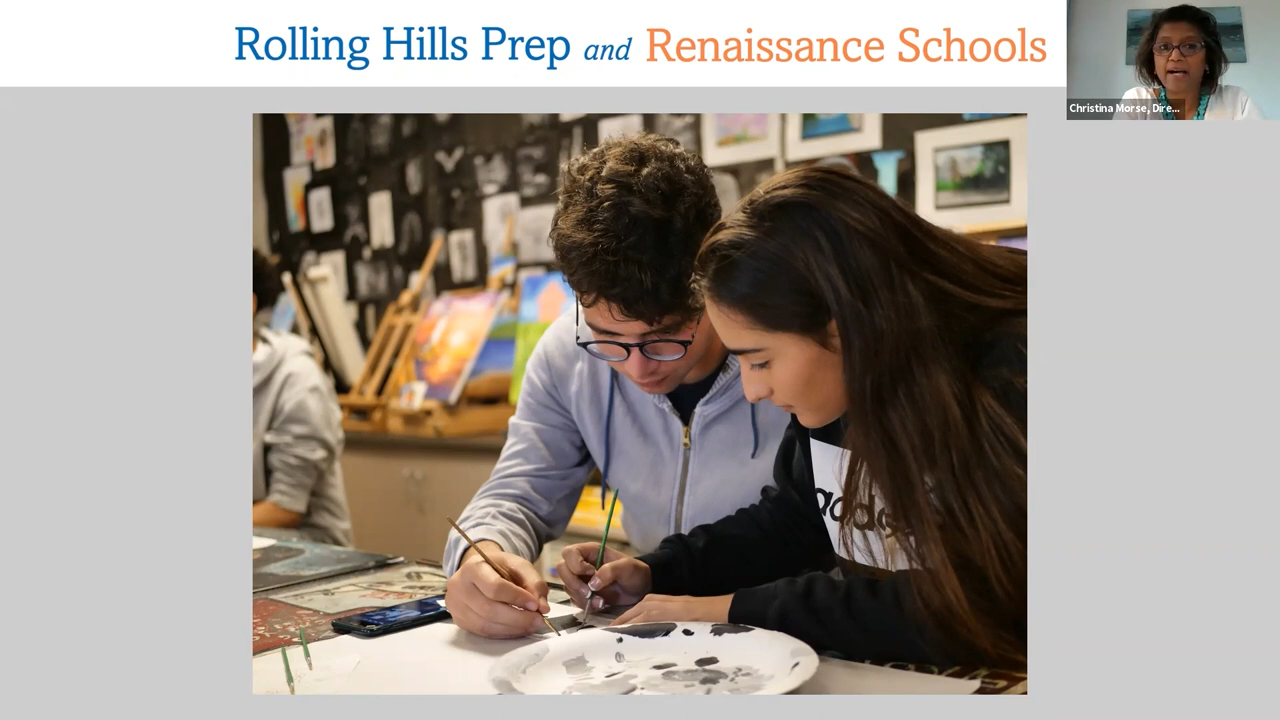 Rolling Hills Prep and Renaissance Schools
Christina Morse, Dire...